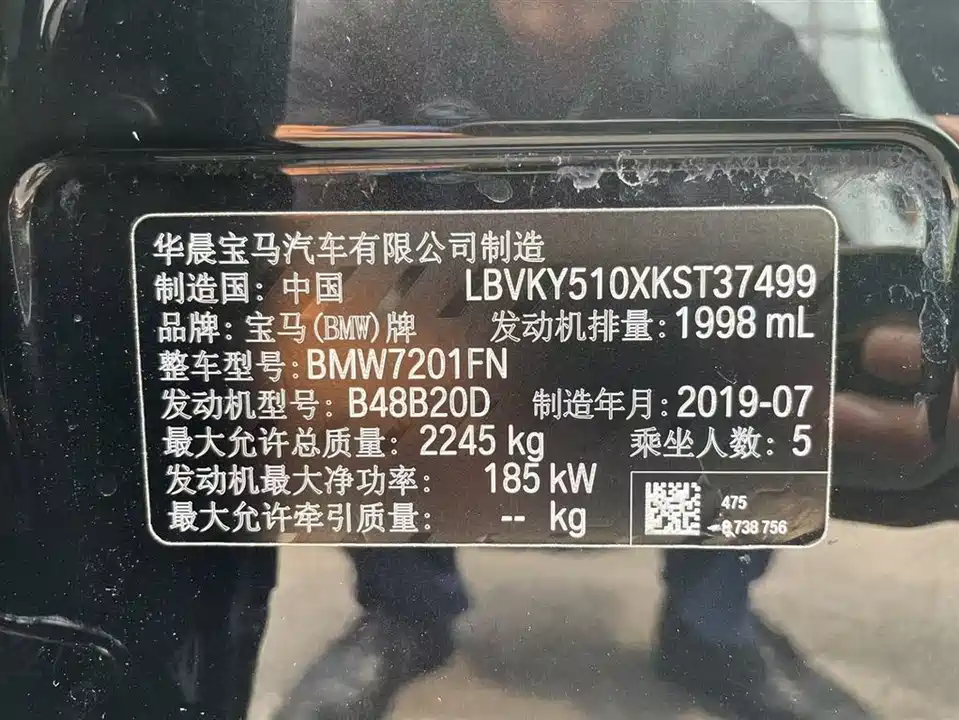 华晨宝马汽车有限公司制造
制造国：中国 LBVKY510XKST37499
品牌：宝马(BMW)牌 发动机排量：1998 mL
整车型号：BMW7201FN
发动机型号：B48B20D 制造年月：2019-07
最大允许总质量：2245 kg 乘坐人数：5
发动机最大净功率： 185 kW
最大允许牵引质量： -- kg
475
738 756